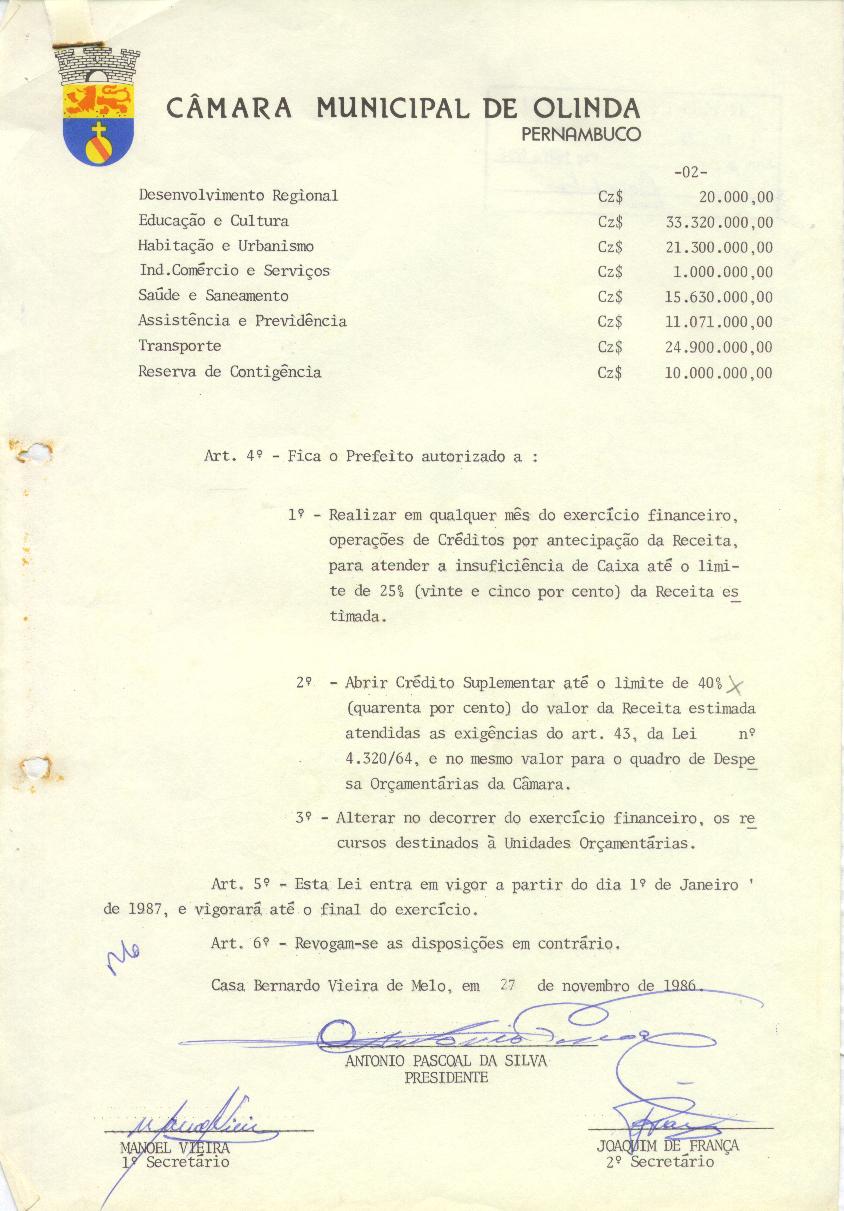 CÂMARA MUNICIPAL DE OLINDA
PERNAMBUCO
-02-
Desenvolvimento Regional Cz$ 20.000,00
Educação e Cultura Cz$ 33.320.000,00
Habitação e Urbanismo Cz$ 21.300.000,00
Ind.Comércio e Serviços Cz$ 1.000.000,00
Saúde e Saneamento Cz$ 15.630.000,00
Assistência e Previdência Cz$ 11.071.000,00
Transporte Cz$ 24.900.000,00
Reserva de Contigência Cz$ 10.000.000,00
Art. 4º - Fica o Prefeito autorizado a :
1º - Realizar em qualquer mês do exercício financeiro,
operações de Créditos por antecipação da Receita,
para atender a insuficiência de Caixa até o limi-
te de 25% (vinte e cinco por cento) da Receita es
timada.
2º - Abrir Crédito Suplementar até o limite de 40%
(quarenta por cento) do valor da Receita estimada
atendidas as exigências do art. 43, da Lei nº
4.320/64, e no mesmo valor para o quadro de Despe
sa Orçamentárias da Câmara.
3º - Alterar no decorrer do exercício financeiro, os re
cursos destinados à Unidades Orçamentárias.
Art. 5º - Esta Lei entra em vigor a partir do dia 1º de Janeiro '
de 1987, e vigorará até o final do exercício.
Art. 6º - Revogam-se as disposições em contrário.
Casa Bernardo Vieira de Melo, em 27 de novembro de 1986.
ANTONIO PASCOAL DA SILVA
PRESIDENTE
MANOEL VIEIRA
1º Secretário
JOAQUIM DE FRANÇA
2º Secretário